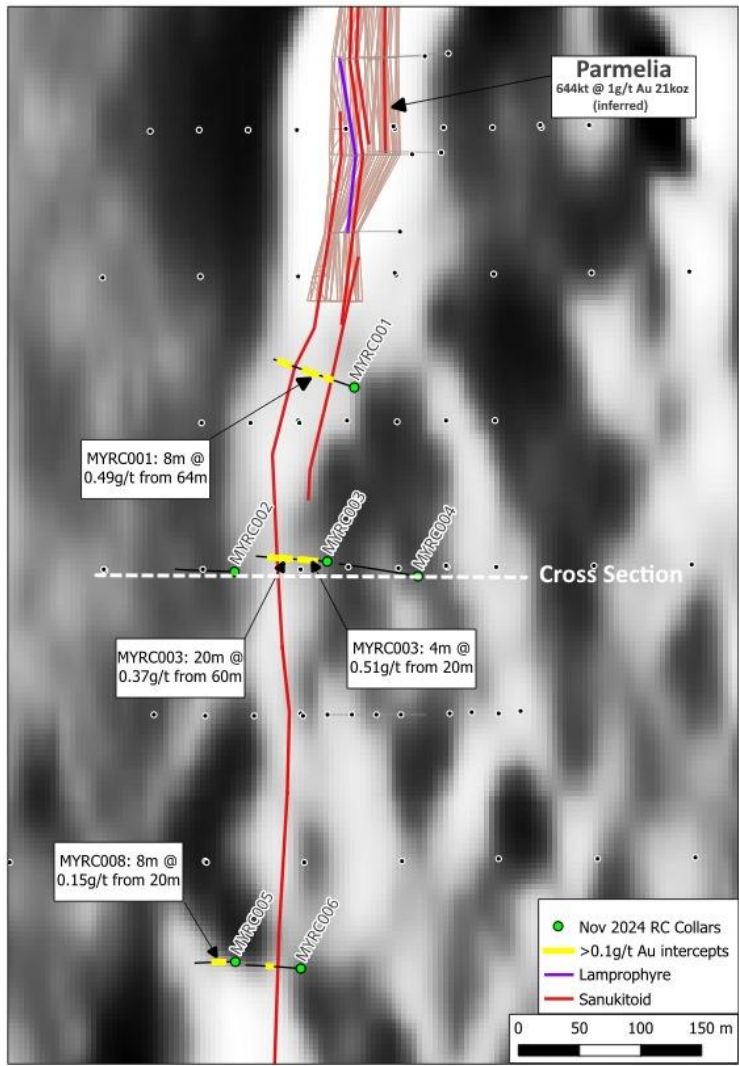 Parmelia
644kt @ 1g/t Au 21koz
(inferred)
MYRC001
MYRC001: 8m @
0.49g/t from 64m
MYRC002
MYRC003
MYRC004
Cross Section
MYRC003: 20m @
0.37g/t from 60m
MYRC003: 4m @
0.51g/t from 20m
MYRC008: 8m @
0.15g/t from 20m
MYRC005
MYRC006
Nov 2024 RC Collars
>0.1g/t Au intercepts
Lamprophyre
Sanukitoid
0 50 100 150 m